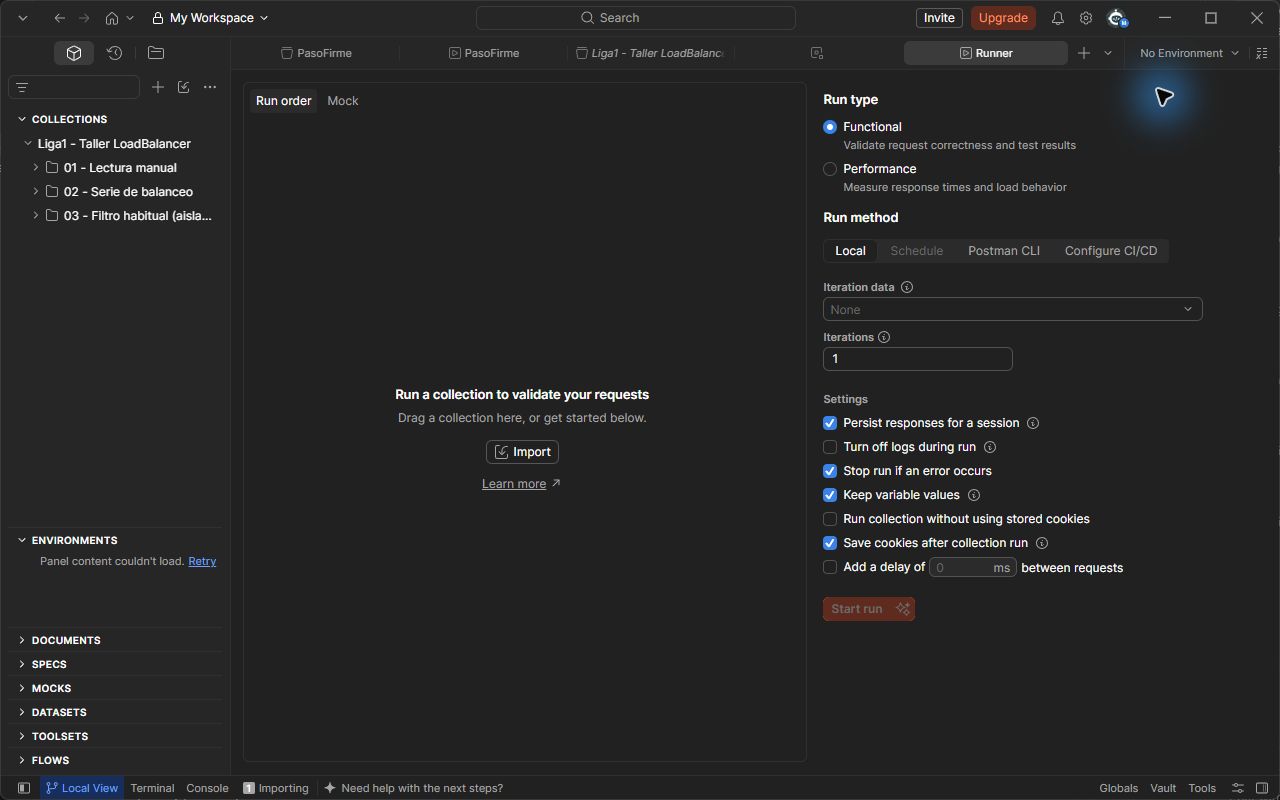 My Workspace
Search
Invite
Upgrade
PasoFirme
PasoFirme
Liga1 - Taller LoadBalanc
Runner
No Environment
COLLECTIONS
Liga1 - Taller LoadBalancer
01 - Lectura manual
02 - Serie de balanceo
03 - Filtro habitual (aisla...
ENVIRONMENTS
Panel content couldn't load. Retry
DOCUMENTS
SPECS
MOCKS
DATASETS
TOOLSETS
FLOWS
Run order
Mock
Run a collection to validate your requests
Drag a collection here, or get started below.
Import
Learn more
Run type
Functional
Validate request correctness and test results
Performance
Measure response times and load behavior
Run method
Local
Schedule
Postman CLI
Configure CI/CD
Iteration data
None
Iterations
1
Settings
Persist responses for a session
Turn off logs during run
Stop run if an error occurs
Keep variable values
Run collection without using stored cookies
Save cookies after collection run
Add a delay of 0 ms between requests
Start run
Local View
Terminal
Console
1 Importing
Need help with the next steps?
Globals
Vault
Tools